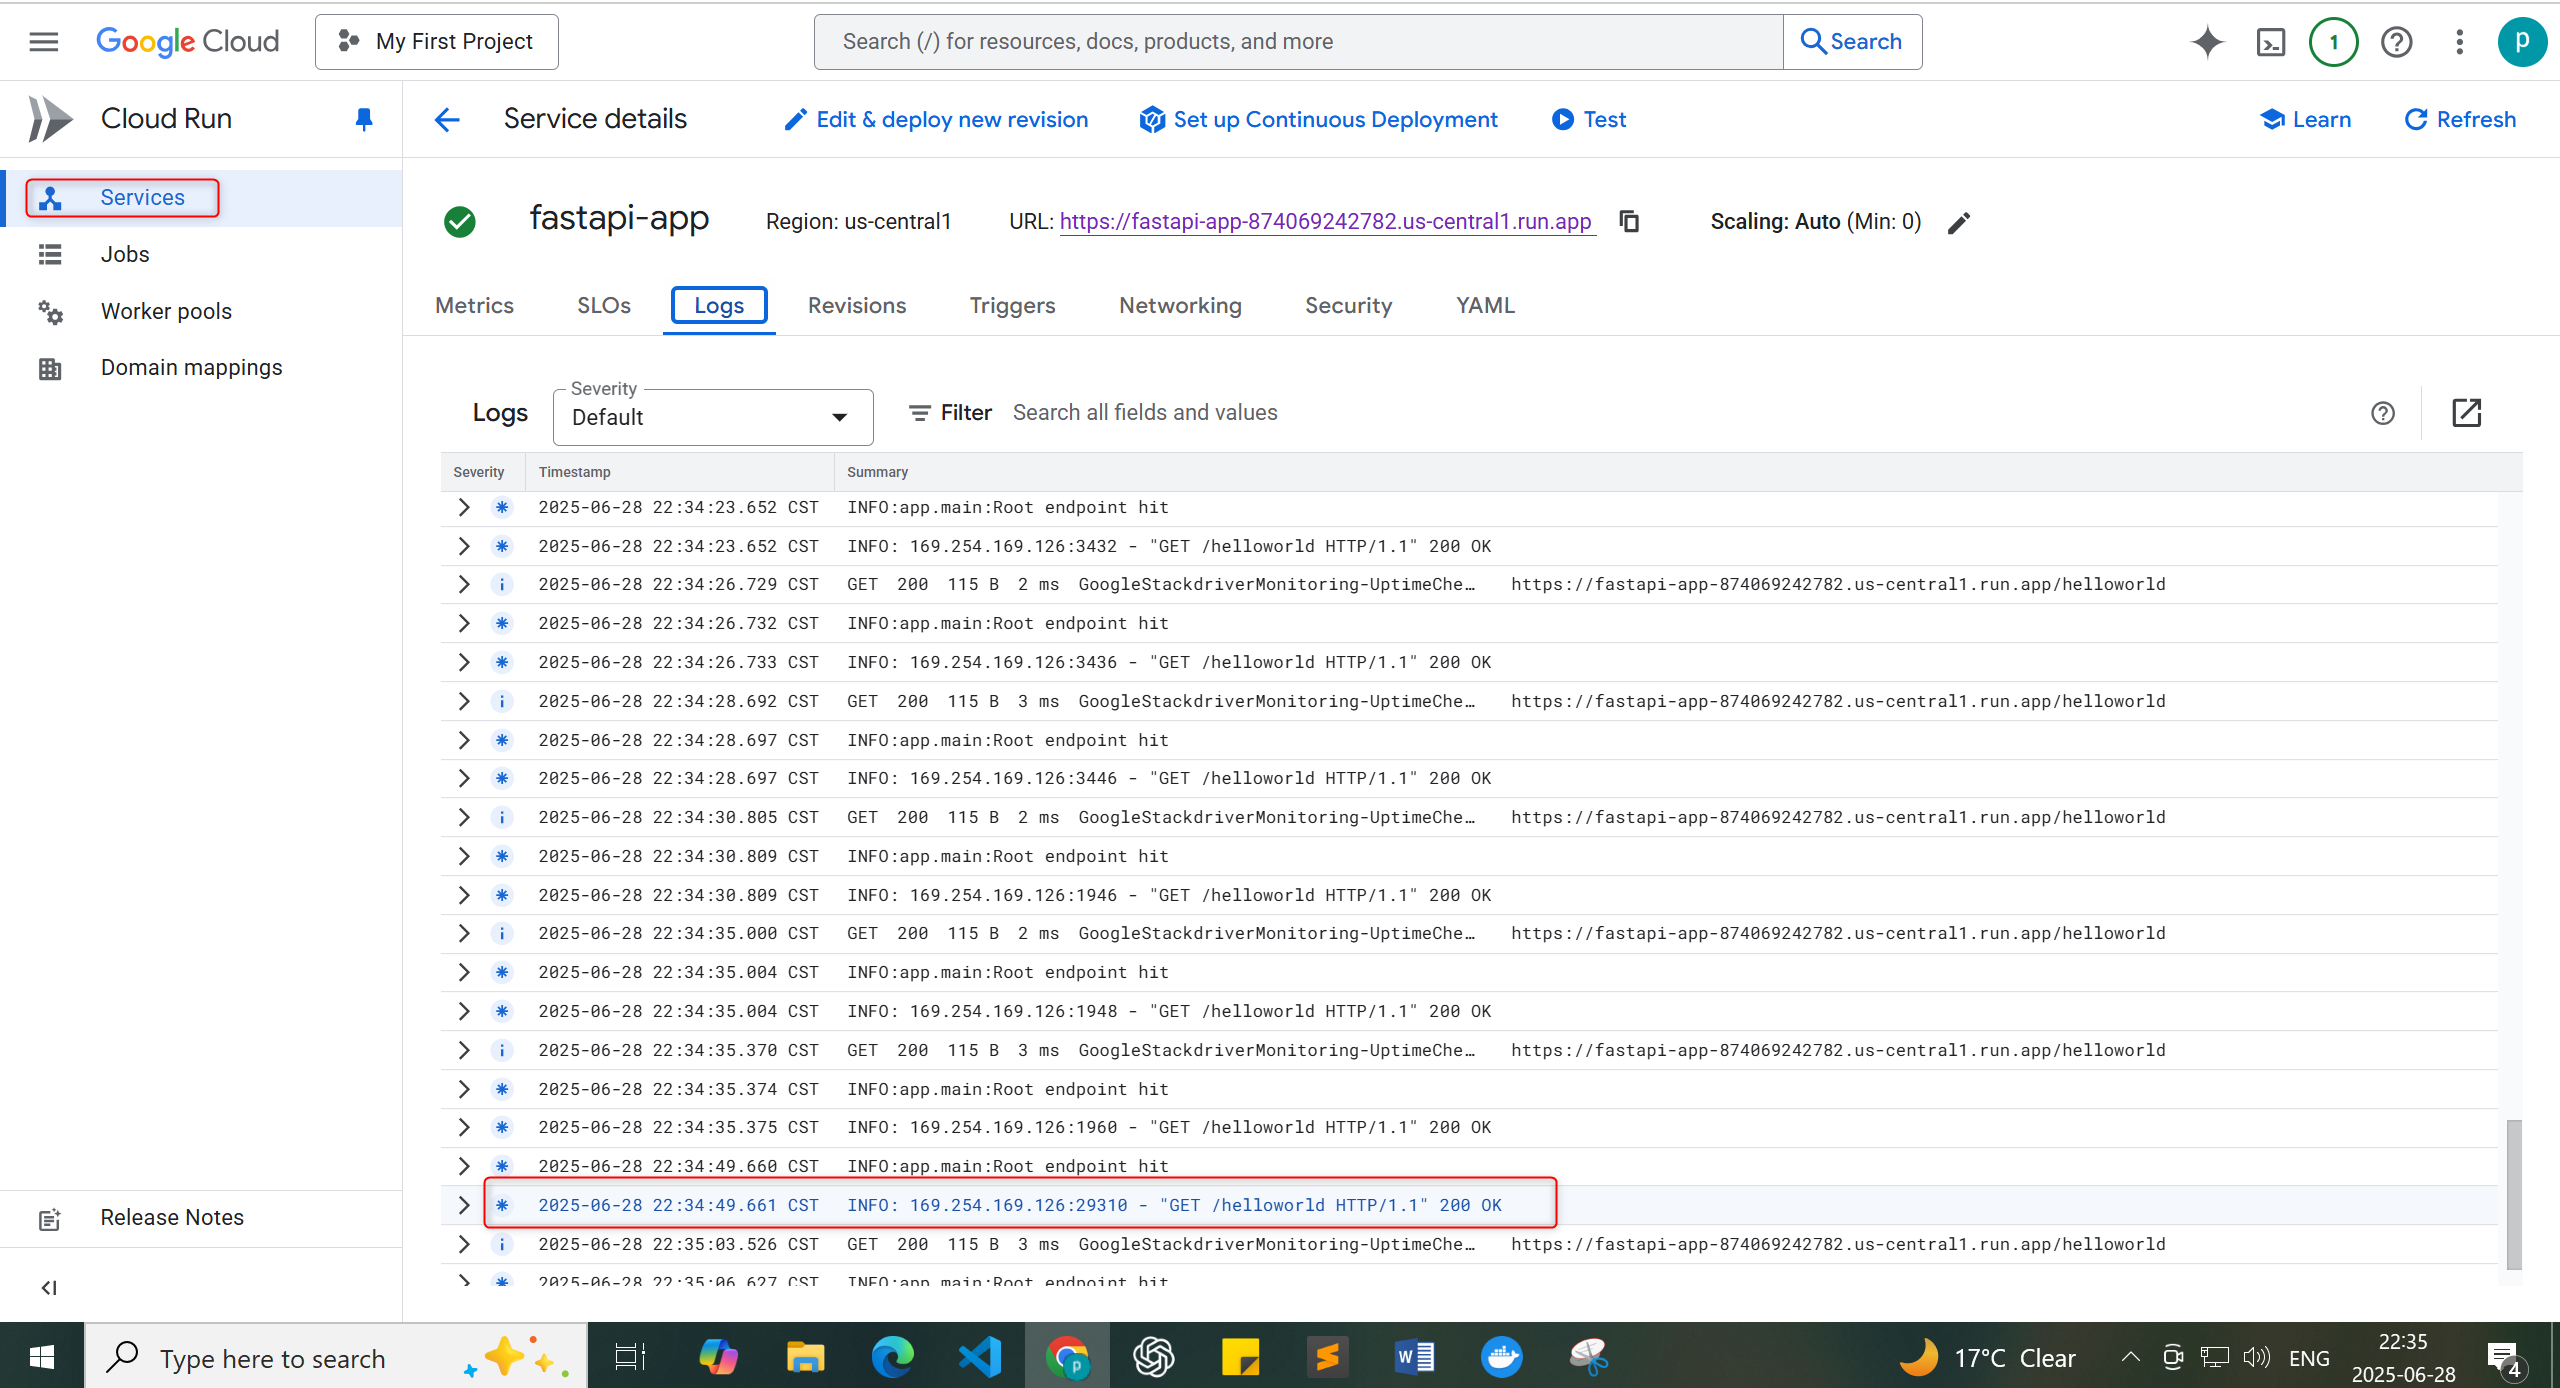 Google Cloud
My First Project
Search (/) for resources, docs, products, and more
Search
1
p
Cloud Run
Service details
Edit & deploy new revision
Set up Continuous Deployment
Test
Learn
Refresh
Services
Jobs
Worker pools
Domain mappings
Release Notes
fastapi-app
Region: us-central1
URL: https://fastapi-app-874069242782.us-central1.run.app
Scaling: Auto (Min: 0)
Metrics
SLOs
Logs
Revisions
Triggers
Networking
Security
YAML
Logs
Severity
Default
Filter
Search all fields and values
Severity Timestamp Summary
2025-06-28 22:34:23.652 CST INFO:app.main:Root endpoint hit
2025-06-28 22:34:23.652 CST INFO: 169.254.169.126:3432 - "GET /helloworld HTTP/1.1" 200 OK
2025-06-28 22:34:26.729 CST GET 200 115 B 2 ms GoogleStackdriverMonitoring-UptimeChe… https://fastapi-app-874069242782.us-central1.run.app/helloworld
2025-06-28 22:34:26.732 CST INFO:app.main:Root endpoint hit
2025-06-28 22:34:26.733 CST INFO: 169.254.169.126:3436 - "GET /helloworld HTTP/1.1" 200 OK
2025-06-28 22:34:28.692 CST GET 200 115 B 3 ms GoogleStackdriverMonitoring-UptimeChe… https://fastapi-app-874069242782.us-central1.run.app/helloworld
2025-06-28 22:34:28.697 CST INFO:app.main:Root endpoint hit
2025-06-28 22:34:28.697 CST INFO: 169.254.169.126:3446 - "GET /helloworld HTTP/1.1" 200 OK
2025-06-28 22:34:30.805 CST GET 200 115 B 2 ms GoogleStackdriverMonitoring-UptimeChe… https://fastapi-app-874069242782.us-central1.run.app/helloworld
2025-06-28 22:34:30.809 CST INFO:app.main:Root endpoint hit
2025-06-28 22:34:30.809 CST INFO: 169.254.169.126:1946 - "GET /helloworld HTTP/1.1" 200 OK
2025-06-28 22:34:35.000 CST GET 200 115 B 2 ms GoogleStackdriverMonitoring-UptimeChe… https://fastapi-app-874069242782.us-central1.run.app/helloworld
2025-06-28 22:34:35.004 CST INFO:app.main:Root endpoint hit
2025-06-28 22:34:35.004 CST INFO: 169.254.169.126:1948 - "GET /helloworld HTTP/1.1" 200 OK
2025-06-28 22:34:35.370 CST GET 200 115 B 3 ms GoogleStackdriverMonitoring-UptimeChe… https://fastapi-app-874069242782.us-central1.run.app/helloworld
2025-06-28 22:34:35.374 CST INFO:app.main:Root endpoint hit
2025-06-28 22:34:35.375 CST INFO: 169.254.169.126:1960 - "GET /helloworld HTTP/1.1" 200 OK
2025-06-28 22:34:49.660 CST INFO:app.main:Root endpoint hit
2025-06-28 22:34:49.661 CST INFO: 169.254.169.126:29310 - "GET /helloworld HTTP/1.1" 200 OK
2025-06-28 22:35:03.526 CST GET 200 115 B 3 ms GoogleStackdriverMonitoring-UptimeChe… https://fastapi-app-874069242782.us-central1.run.app/helloworld
2025-06-28 22:35:06.627 CST INFO:app.main:Root endpoint hit
Type here to search
17°C Clear
ENG
22:35
2025-06-28
4